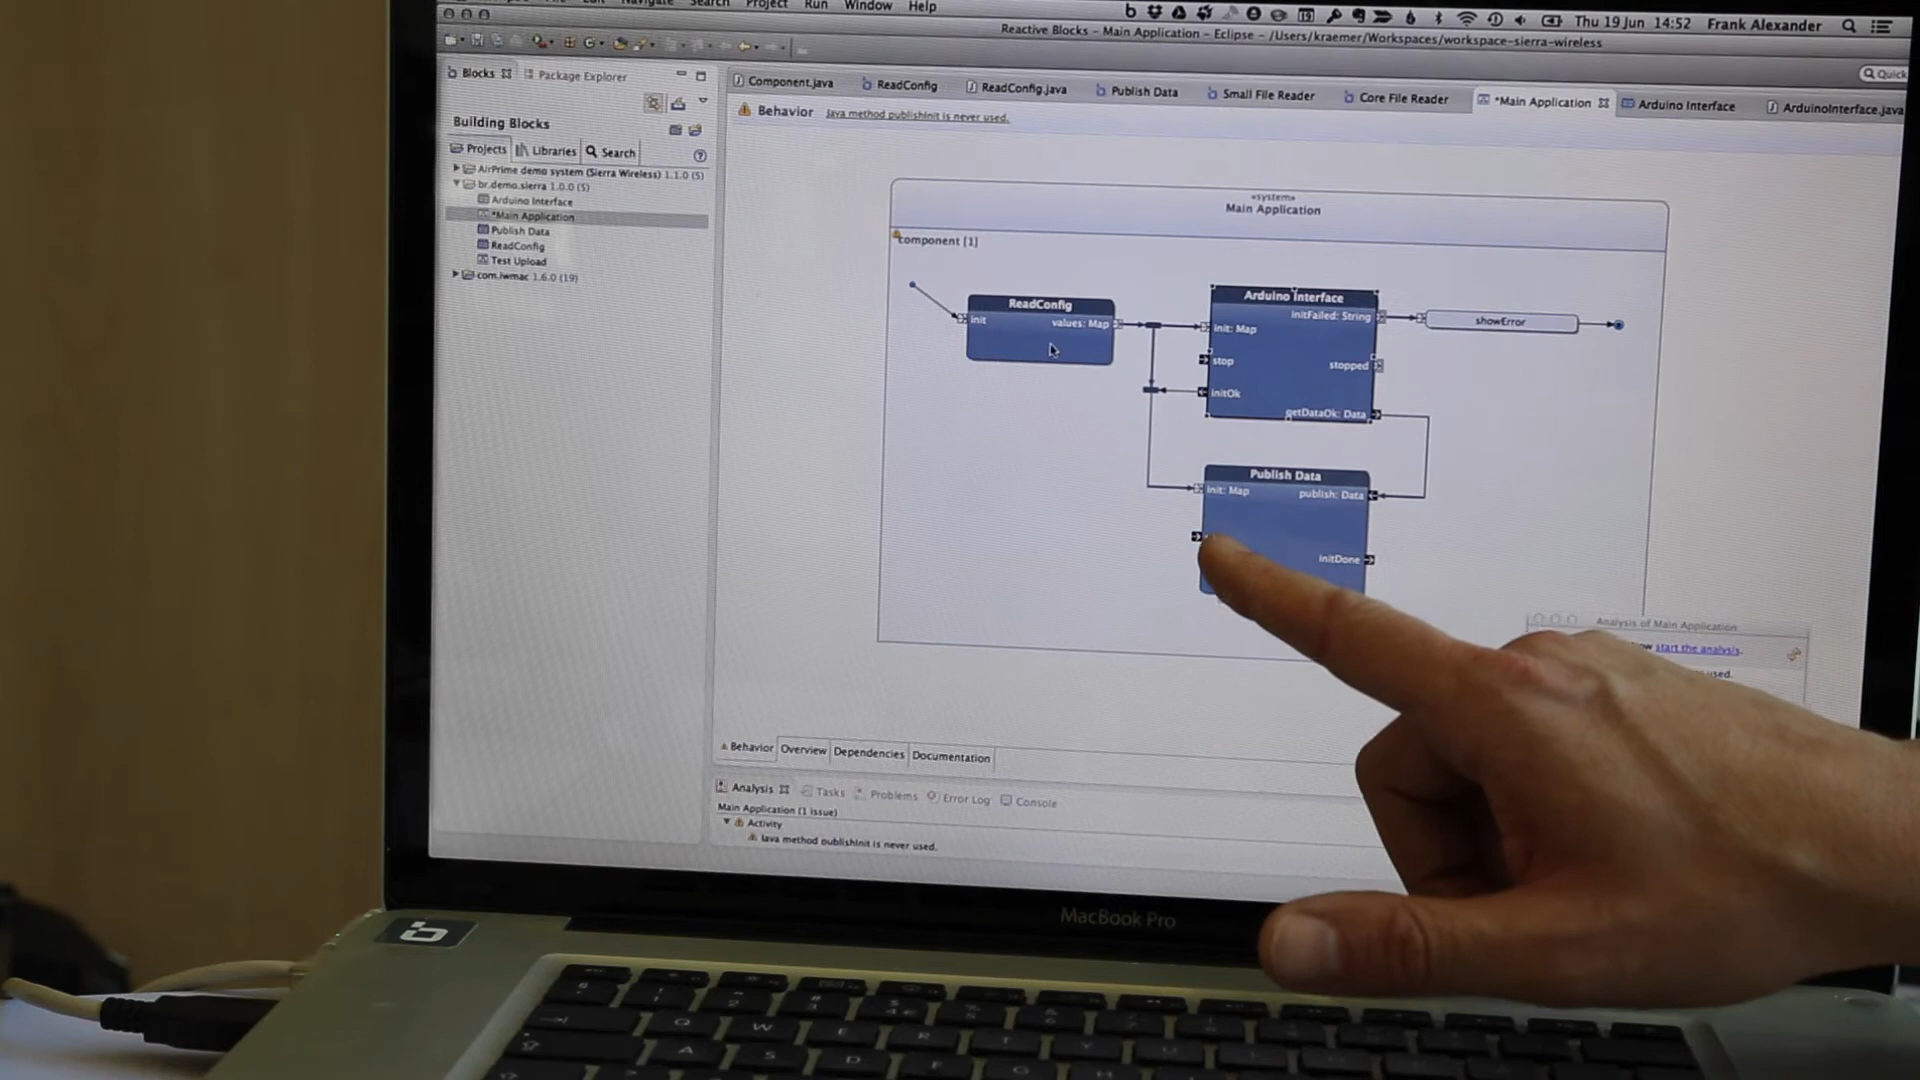 Navigate Search Project Run Window Help
19 Thu 19 Jun 14:52 Frank Alexander
Reactive Blocks – Main Application – Eclipse – /Users/kraemer/Workspaces/workspace-sierra-wireless
Quick
Blocks Package Explorer
Component.java ReadConfig ReadConfig.java Publish Data Small File Reader Core File Reader *Main Application Arduino Interface ArduinoInterface.java
Behavior Java method publishInit is never used.
Building Blocks
Projects Libraries Search
AirPrime demo system (Sierra Wireless) 1.1.0 (5)
br.demo.sierra 1.0.0 (5)
Arduino Interface
*Main Application
Publish Data
ReadConfig
Test Upload
com.iwmac 1.6.0 (19)
«system»
Main Application
component [1]
ReadConfig
init values: Map
Arduino Interface
initFailed: String
init: Map
stop
stopped
initOk
getDataOk: Data
showError
Publish Data
init: Map publish: Data
initDone
Analysis of Main Application
start the analysis.
used.
Behavior Overview Dependencies Documentation
Analysis Tasks Problems Error Log Console
Main Application (1 issue)
Activity
Java method publishInit is never used.
MacBook Pro
Q W E R T
A S D F G H